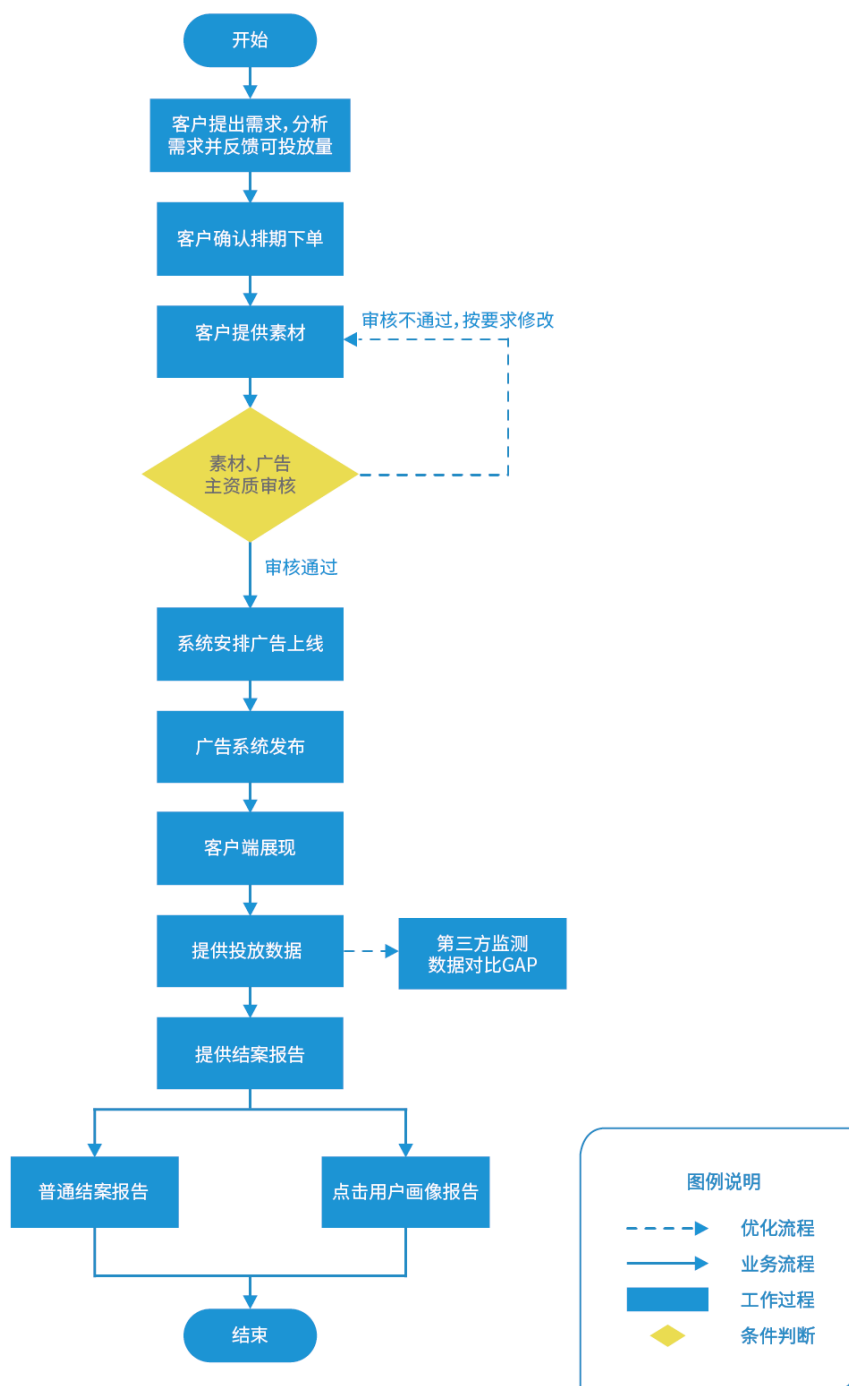 开始
客户提出需求，分析
需求并反馈可投放量
客户确认排期下单
客户提供素材
审核不通过，按要求修改
素材、广告
主资质审核
审核通过
系统安排广告上线
广告系统发布
客户端展现
提供投放数据
第三方监测
数据对比GAP
提供结案报告
普通结案报告
点击用户画像报告
结束
图例说明
优化流程
业务流程
工作过程
条件判断